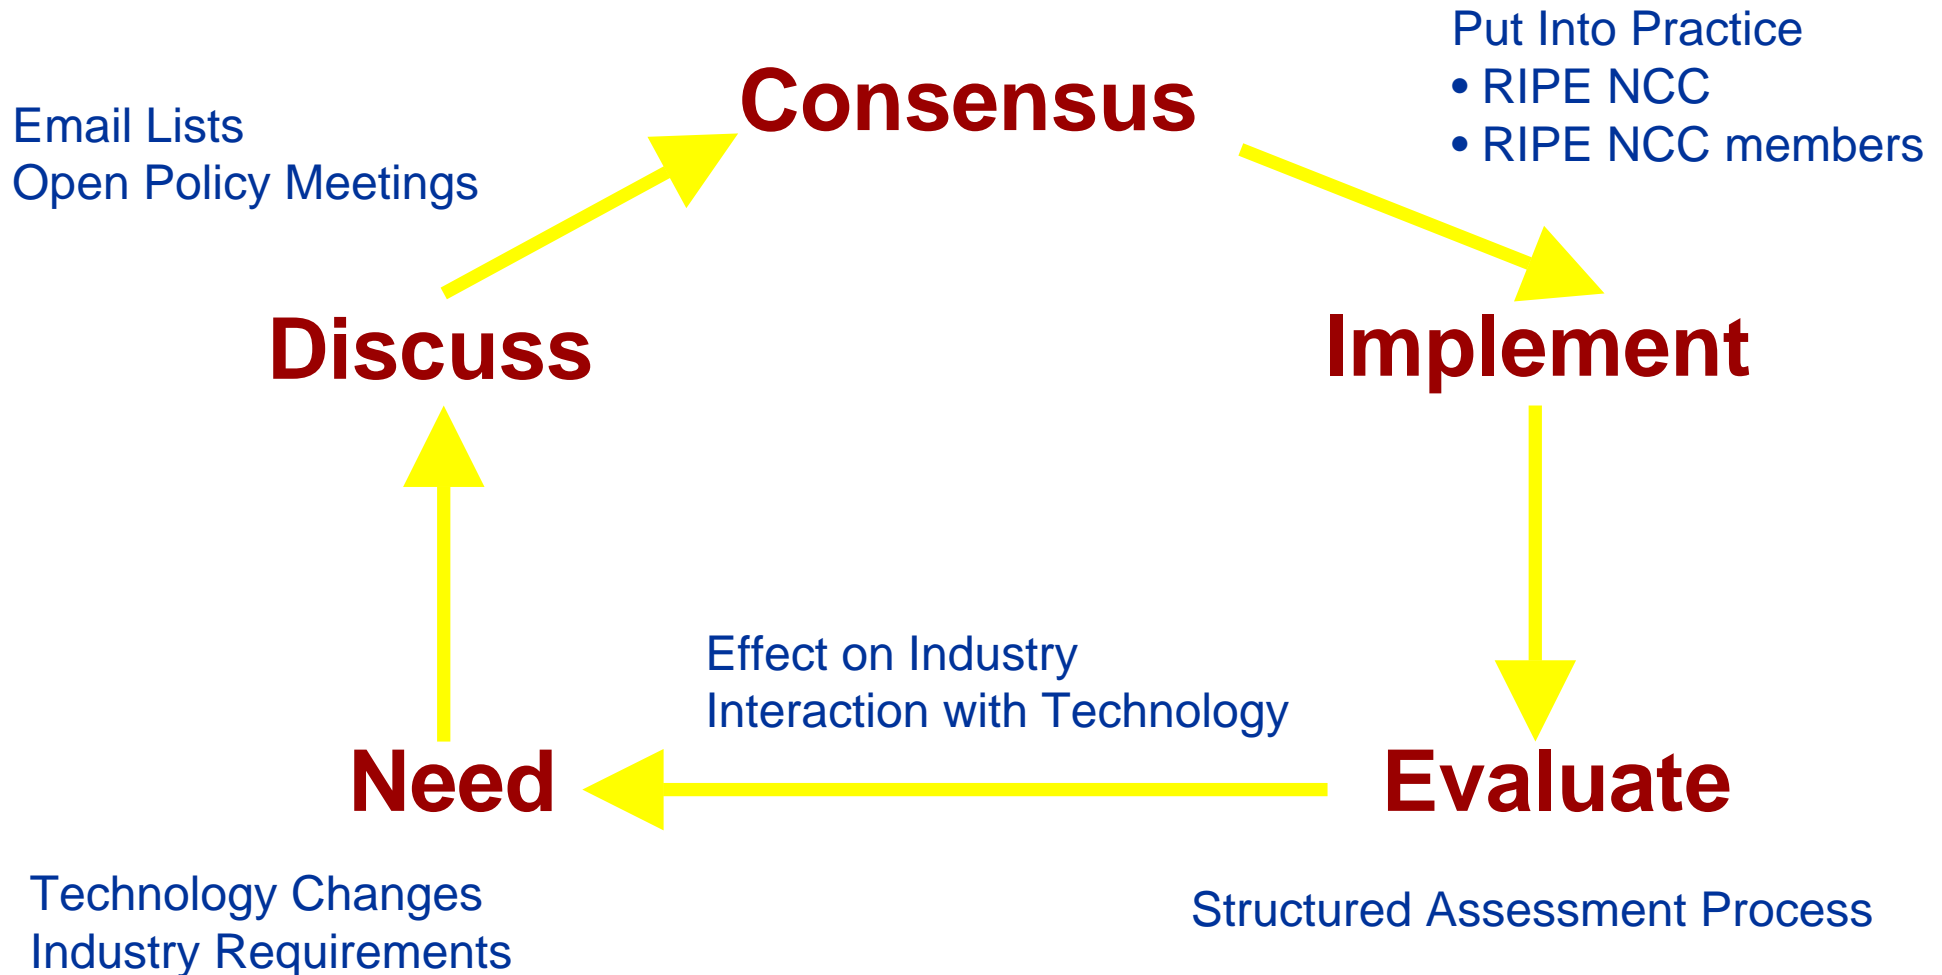 Put Into Practice
• RIPE NCC
• RIPE NCC members
Consensus
Email Lists
Open Policy Meetings
Discuss
Implement
Effect on Industry
Interaction with Technology
Need
Evaluate
Technology Changes
Industry Requirements
Structured Assessment Process